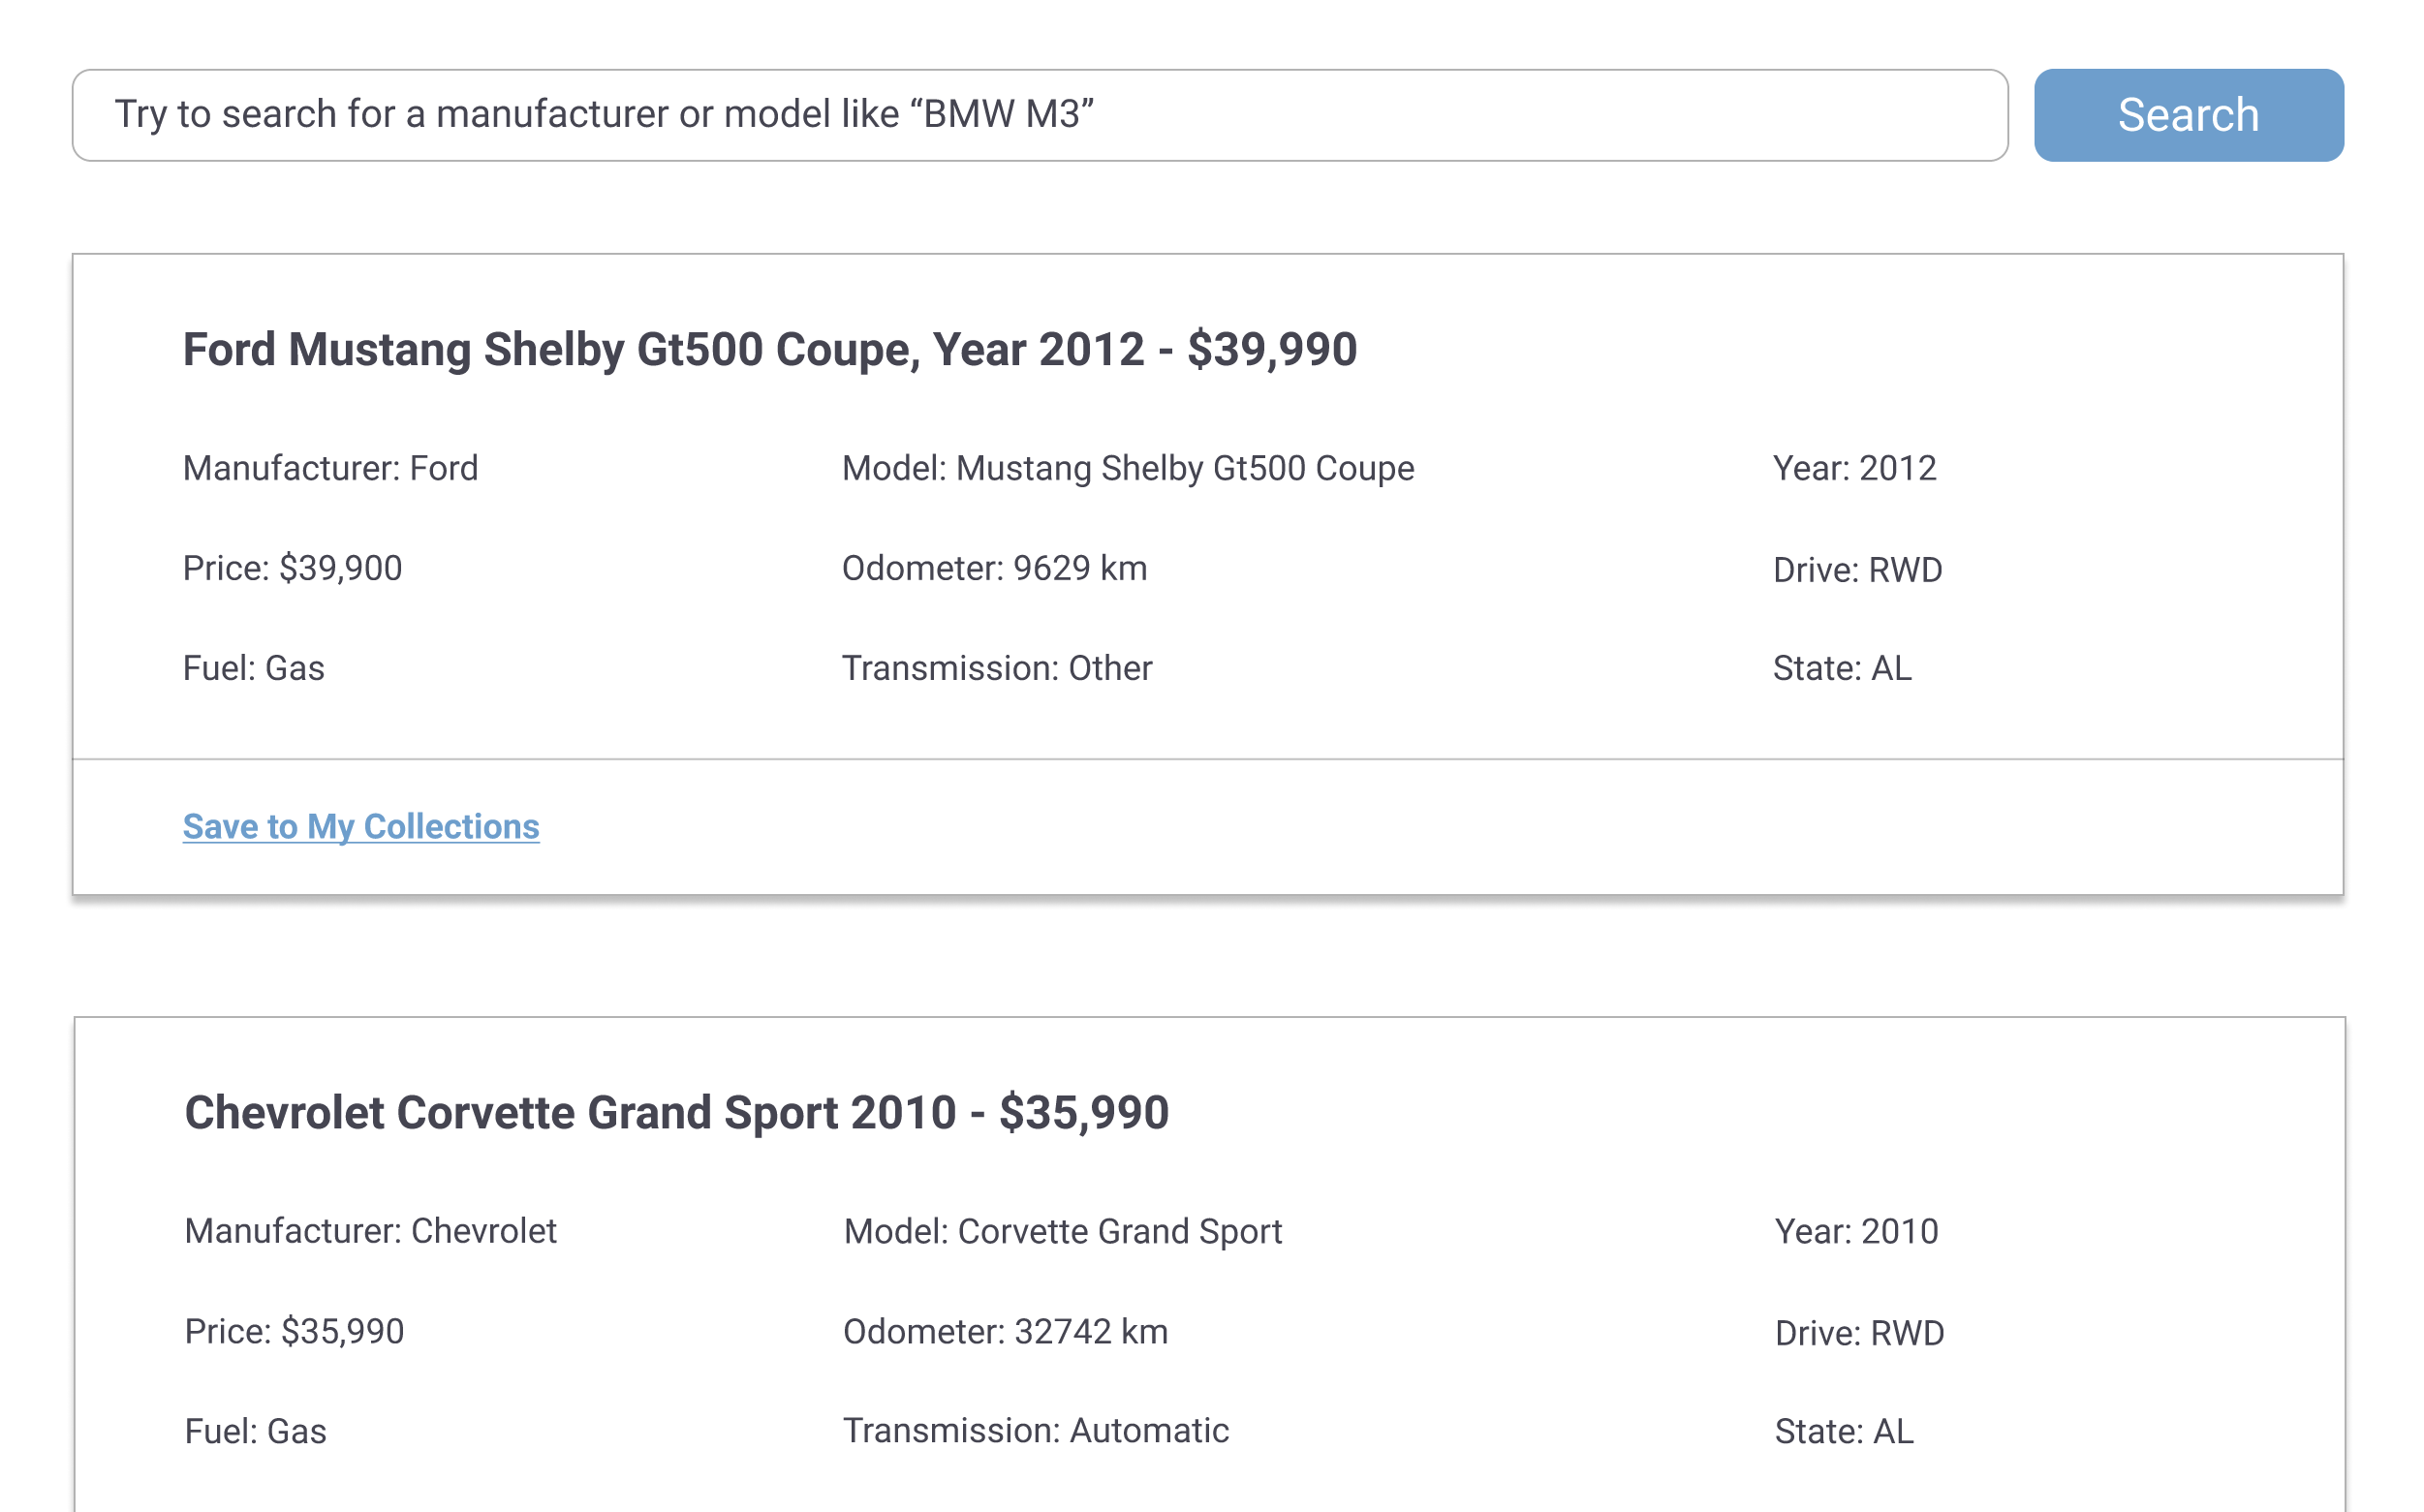 Try to search for a manufacturer or model like “BMW M3”
Search
Ford Mustang Shelby Gt500 Coupe, Year 2012 - $39,990
Manufacturer: Ford
Model: Mustang Shelby Gt500 Coupe
Year: 2012
Price: $39,900
Odometer: 9629 km
Drive: RWD
Fuel: Gas
Transmission: Other
State: AL
Save to My Collections
Chevrolet Corvette Grand Sport 2010 - $35,990
Manufacturer: Chevrolet
Model: Corvette Grand Sport
Year: 2010
Price: $35,990
Odometer: 32742 km
Drive: RWD
Fuel: Gas
Transmission: Automatic
State: AL